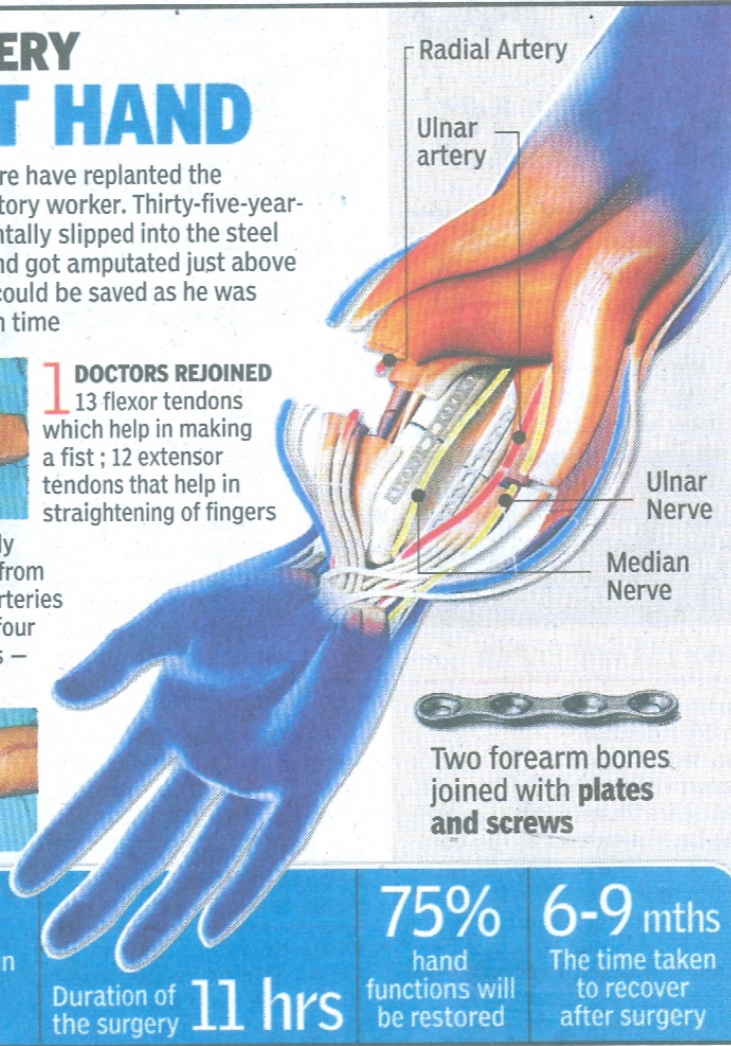 ERY
T HAND
re have replanted the
tory worker. Thirty-five-year-
ntally slipped into the steel
nd got amputated just above
could be saved as he was
n time
1 DOCTORS REJOINED
13 flexor tendons
which help in making
a fist ; 12 extensor
tendons that help in
straightening of fingers
ly
from
rteries
four
s –
Radial Artery
Ulnar
artery
Ulnar
Nerve
Median
Nerve
Two forearm bones
joined with plates
and screws
in
Duration of
the surgery 11 hrs
75%
hand
functions will
be restored
6-9 mths
The time taken
to recover
after surgery